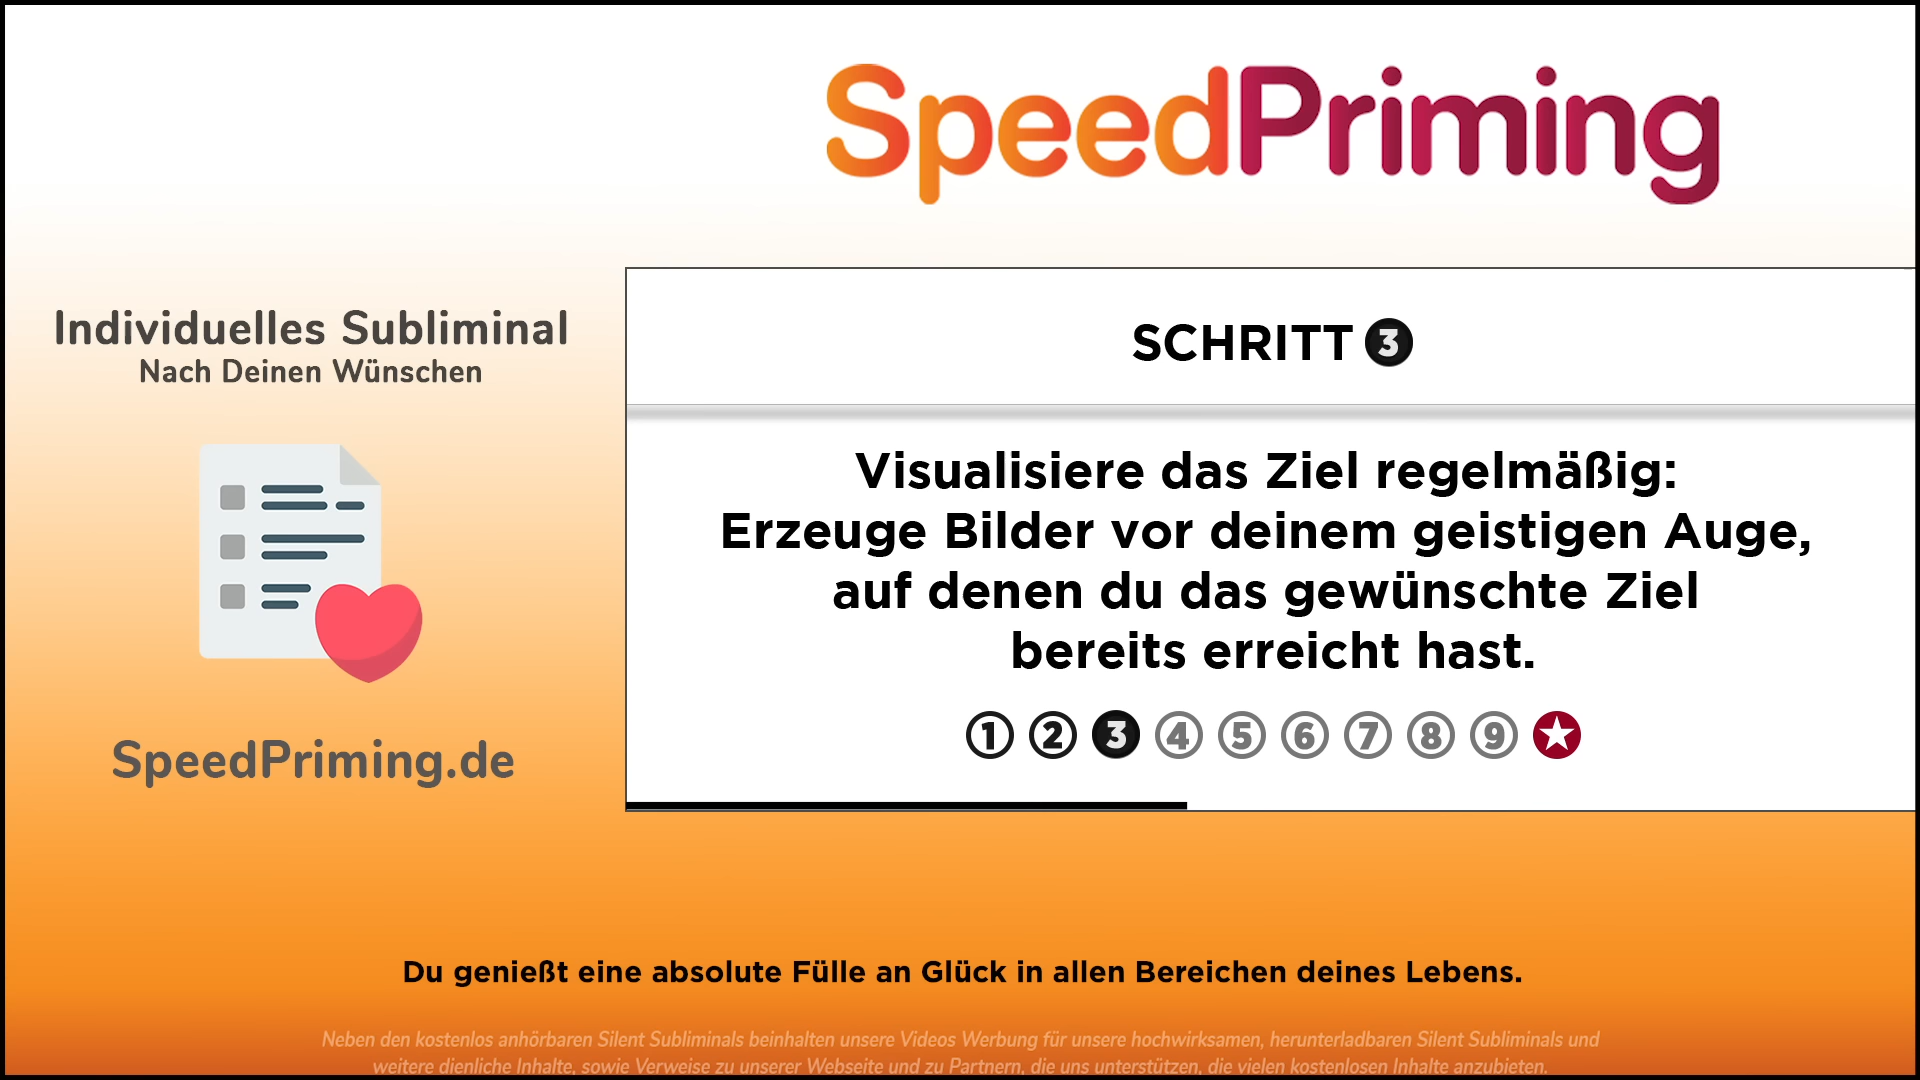 SpeedPriming
Individuelles Subliminal
Nach Deinen Wünschen
SpeedPriming.de
SCHRITT 3
Visualisiere das Ziel regelmäßig:
Erzeuge Bilder vor deinem geistigen Auge,
auf denen du das gewünschte Ziel
bereits erreicht hast.
1 2 3 4 5 6 7 8 9
Du genießt eine absolute Fülle an Glück in allen Bereichen deines Lebens.
Neben den kostenlos anhörbaren Silent Subliminals beinhalten unsere Videos Werbung für unsere hochwirksamen, herunterladbaren Silent Subliminals und
weitere dienliche Inhalte, sowie Verweise zu unserer Webseite und zu Partnern, die uns unterstützen, die vielen kostenlosen Inhalte anzubieten.